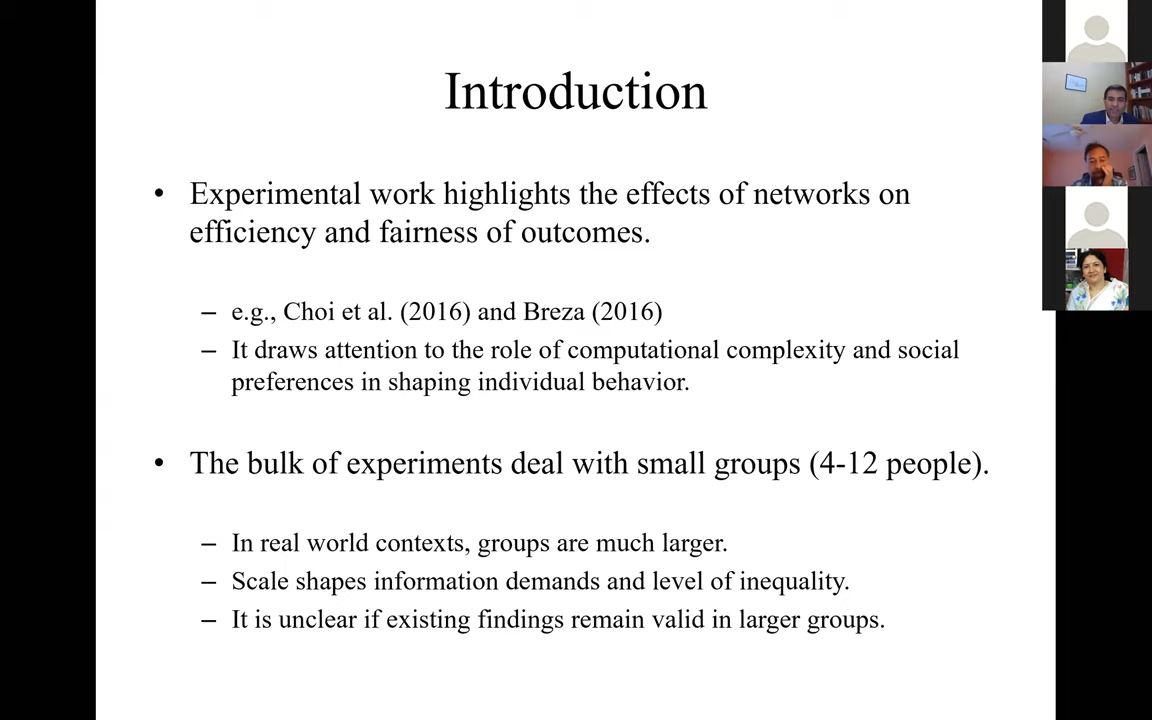 Introduction
• Experimental work highlights the effects of networks on
efficiency and fairness of outcomes.
– e.g., Choi et al. (2016) and Breza (2016)
– It draws attention to the role of computational complexity and social
preferences in shaping individual behavior.
• The bulk of experiments deal with small groups (4-12 people).
– In real world contexts, groups are much larger.
– Scale shapes information demands and level of inequality.
– It is unclear if existing findings remain valid in larger groups.